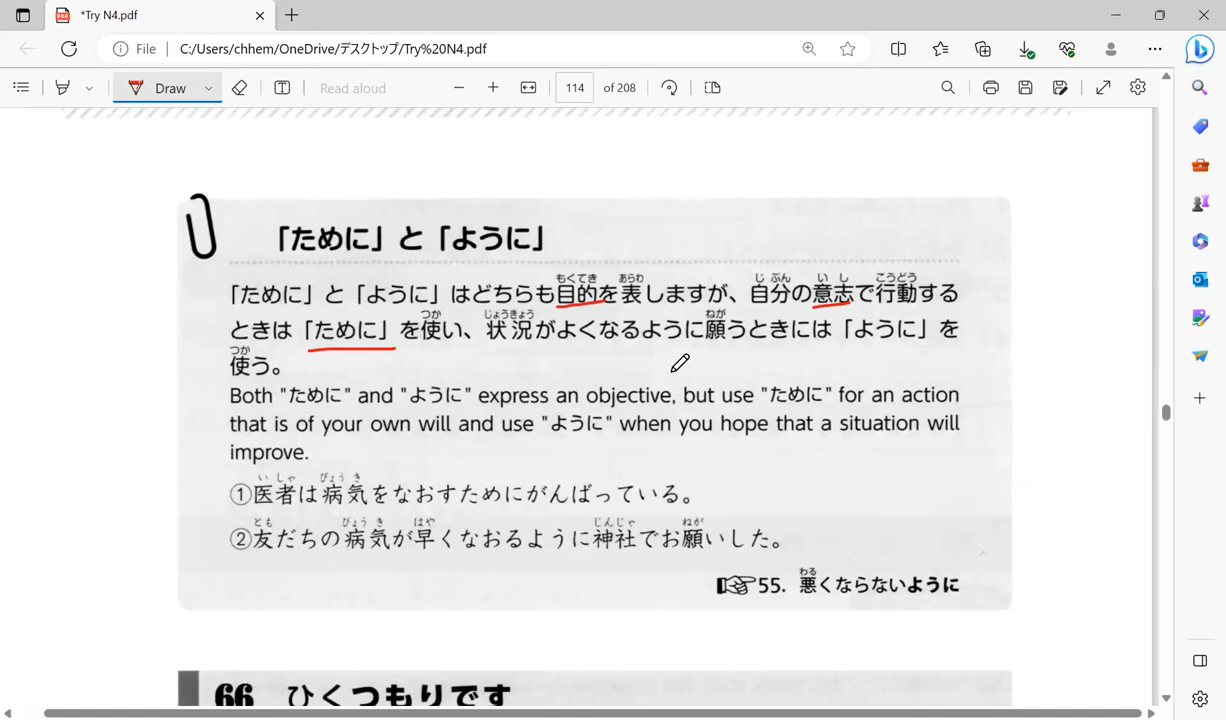 *Try N4.pdf
File
C:/Users/chhem/OneDrive/デスクトップ/Try%20N4.pdf
Draw
Read aloud
114 of 208
「ために」と「ように」
「ために」と「ように」はどちらも目的を表しますが、自分の意志で行動する
ときは「ために」を使い、状況がよくなるように願うときには「ように」を
使う。
Both "ために" and "ように" express an objective, but use "ために" for an action
that is of your own will and use "ように" when you hope that a situation will
improve.
①医者は病気をなおすためにがんばっている。
②友だちの病気が早くなおるように神社でお願いした。
55. 悪くならないように
66 ひくつもりです